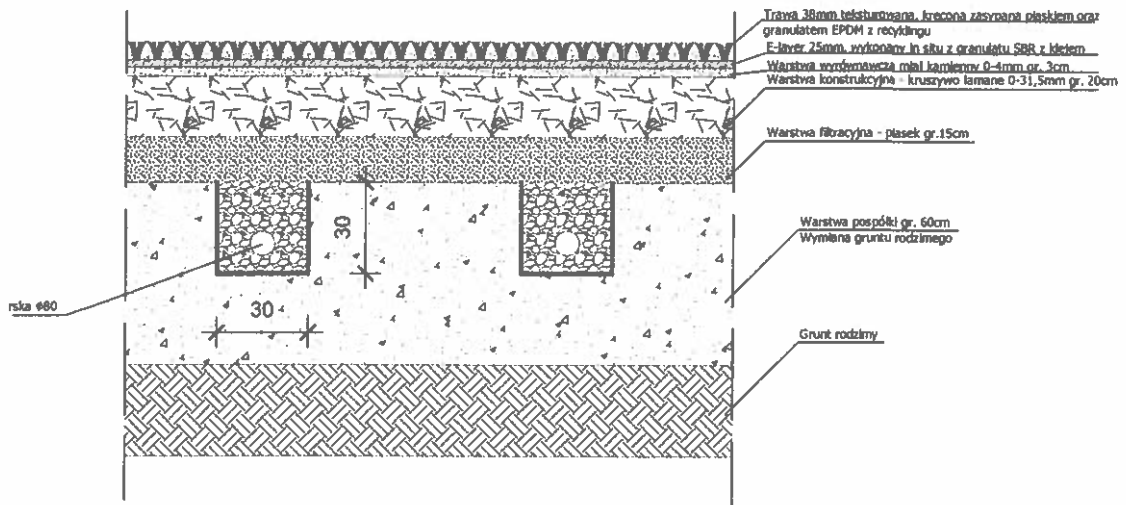 Trawa 38mm teksturowana, kręcona zasypana piaskiem oraz
granulatem EPDM z recyklingu
E-layer 25mm, wykonany in situ z granulatu SBR z klejem
Warstwa wyrównawcza miał kamienny 0-4mm gr. 3cm
Warstwa konstrukcyjna - kruszywo łamane 0-31,5mm gr. 20cm
Warstwa filtracyjna - piasek gr.15cm
30
Warstwa pospółki gr. 60cm
Wymiana gruntu rodzimego
rska ø80
30
Grunt rodzimy